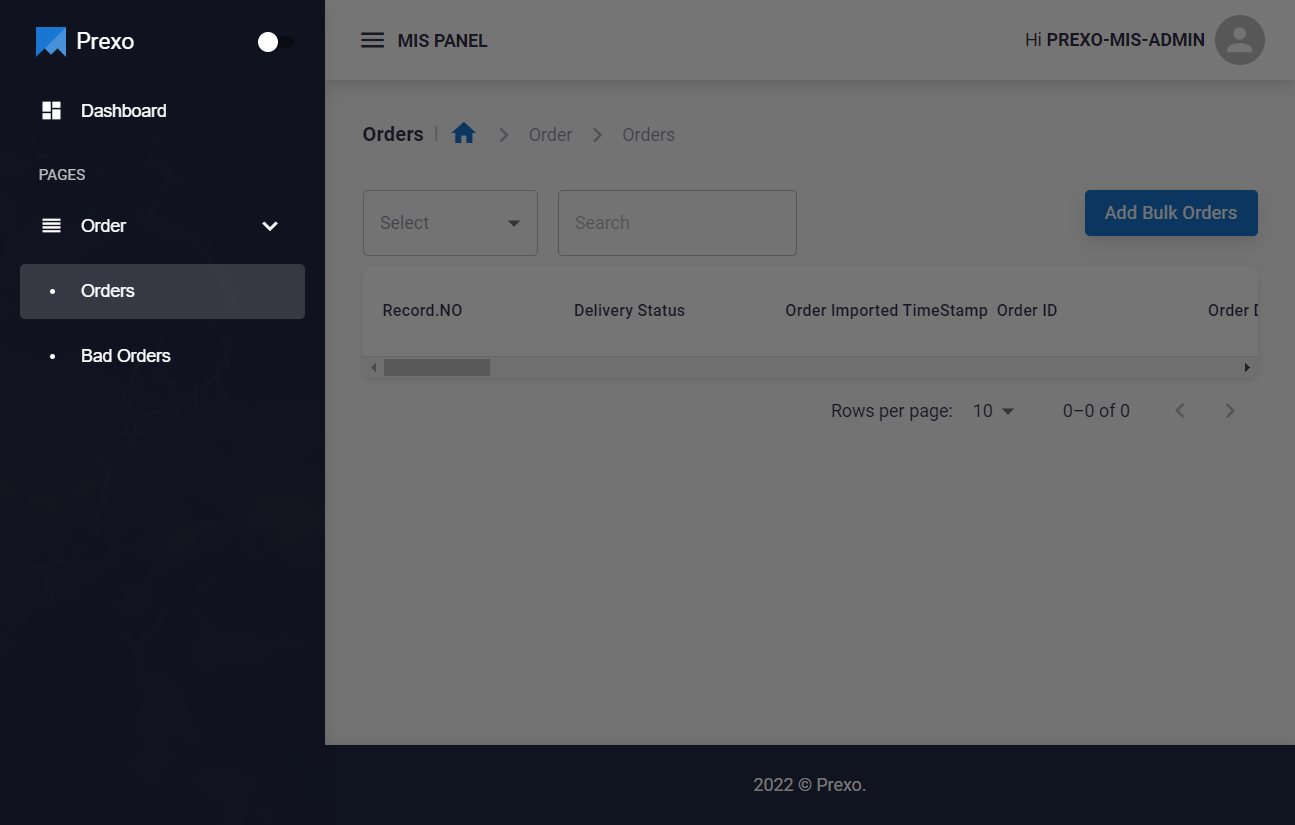 Prexo
Dashboard
PAGES
Order
Orders
Bad Orders
MIS PANEL
Hi PREXO-MIS-ADMIN
Orders
Order
Orders
Select
Search
Add Bulk Orders
Record.NO Delivery Status Order Imported TimeStamp Order ID Order
Rows per page: 10 0–0 of 0
2022 © Prexo.